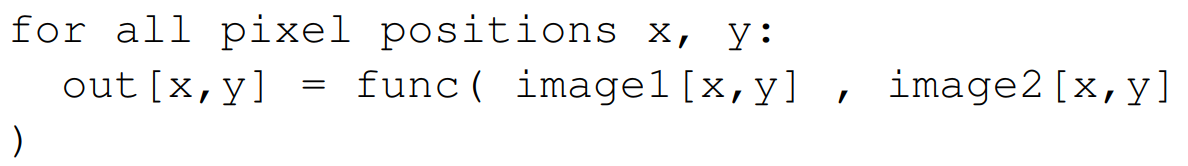 for all pixel positions x, y:
  out[x,y] = func( image1[x,y] , image2[x,y]
)